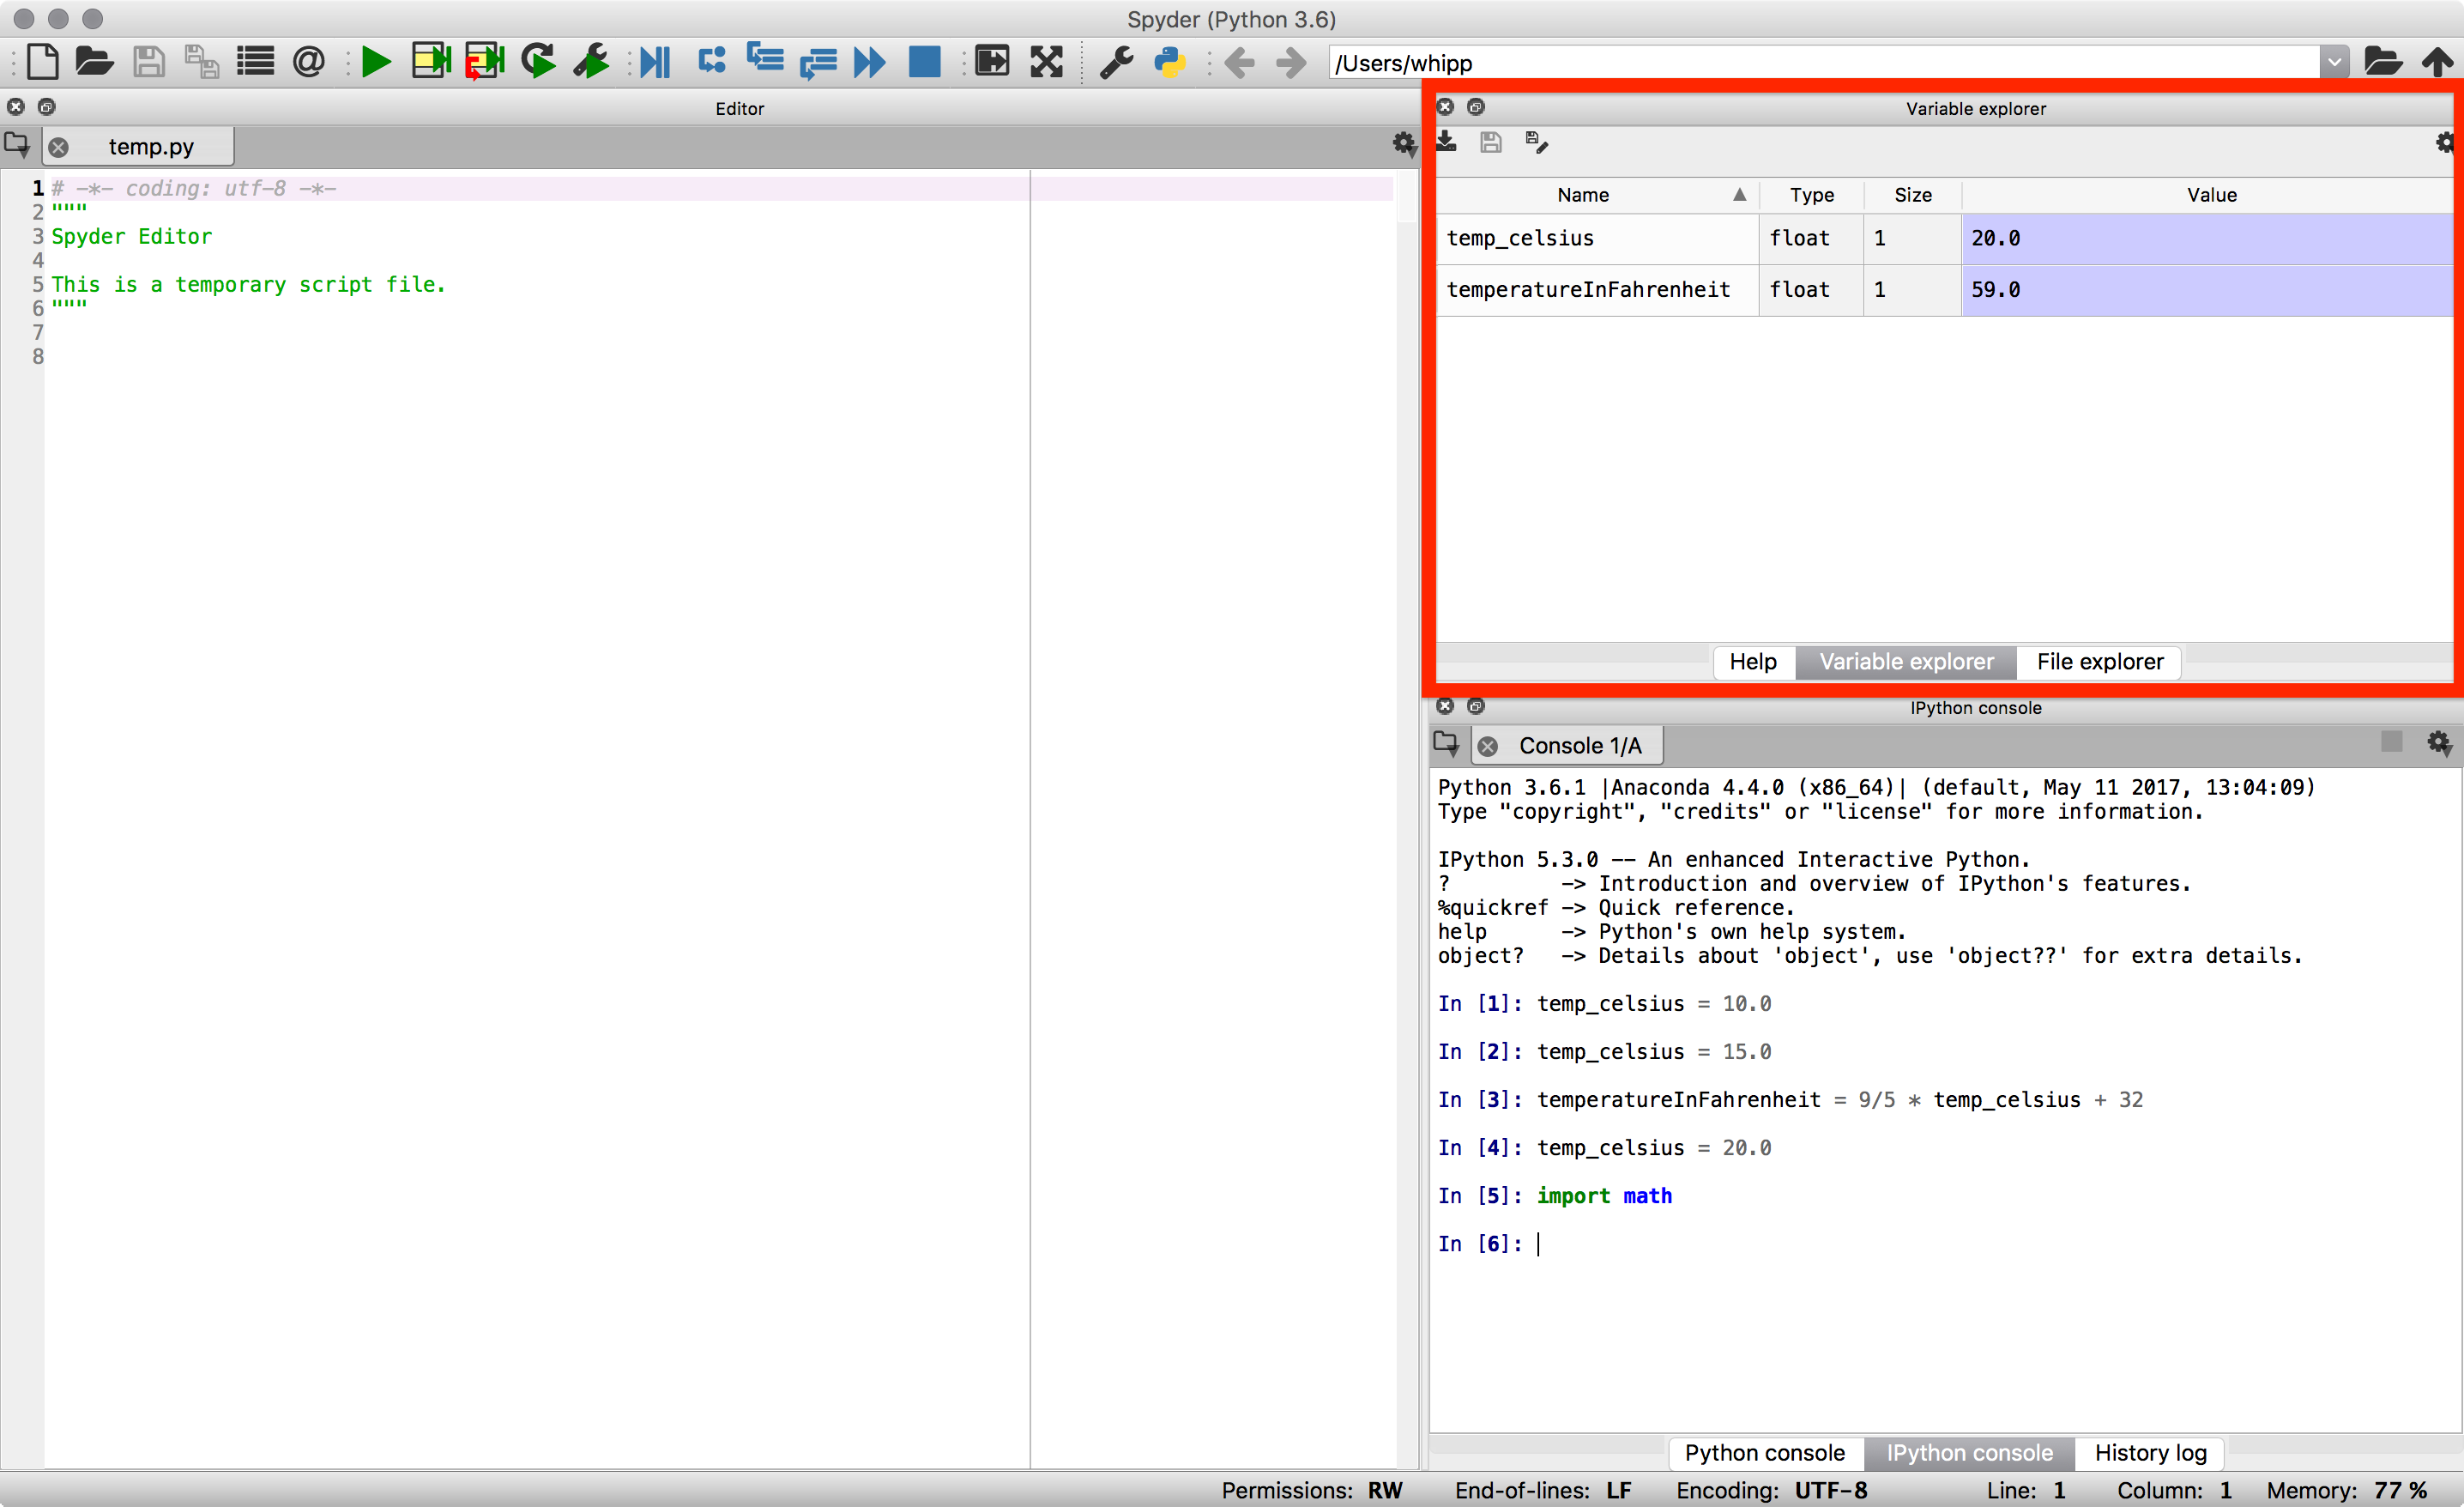 Spyder (Python 3.6)
/Users/whipp
Editor
temp.py
1 # -*- coding: utf-8 -*-
2 """
3 Spyder Editor
4
5 This is a temporary script file.
6 """
7
8
Variable explorer
Name Type Size Value
temp_celsius float 1 20.0
temperatureInFahrenheit float 1 59.0
Help Variable explorer File explorer
IPython console
Console 1/A
Python 3.6.1 |Anaconda 4.4.0 (x86_64)| (default, May 11 2017, 13:04:09)
Type "copyright", "credits" or "license" for more information.
IPython 5.3.0 -- An enhanced Interactive Python.
? -> Introduction and overview of IPython's features.
%quickref -> Quick reference.
help -> Python's own help system.
object? -> Details about 'object', use 'object??' for extra details.
In [1]: temp_celsius = 10.0
In [2]: temp_celsius = 15.0
In [3]: temperatureInFahrenheit = 9/5 * temp_celsius + 32
In [4]: temp_celsius = 20.0
In [5]: import math
In [6]:
Python console IPython console History log
Permissions: RW End-of-lines: LF Encoding: UTF-8 Line: 1 Column: 1 Memory: 77 %